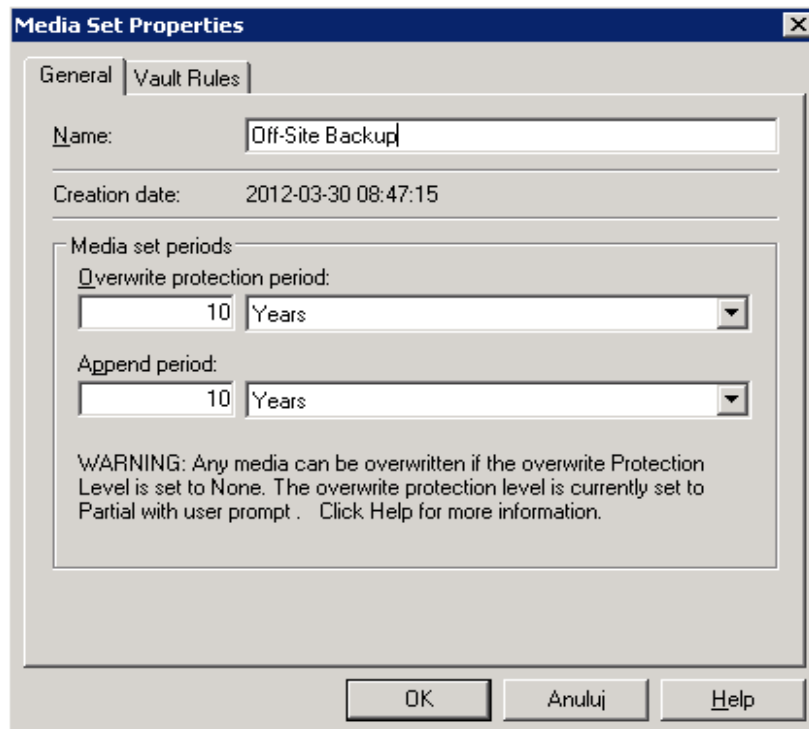 Media Set Properties
General
Vault Rules
Name:
Off-Site Backup
Creation date:
2012-03-30 08:47:15
Media set periods
Overwrite protection period:
10
Years
Append period:
10
Years
WARNING: Any media can be overwritten if the overwrite Protection
Level is set to None. The overwrite protection level is currently set to
Partial with user prompt .   Click Help for more information.
OK
Anuluj
Help